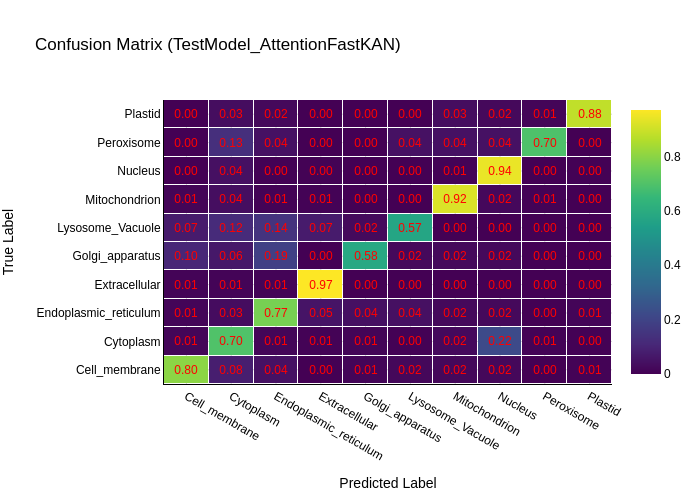 Confusion Matrix (TestModel_AttentionFastKAN)
True Label
Plastid 0.00 0.03 0.02 0.00 0.00 0.00 0.03 0.02 0.01 0.88
Peroxisome 0.00 0.13 0.04 0.00 0.00 0.04 0.04 0.04 0.70 0.00
Nucleus 0.00 0.04 0.00 0.00 0.00 0.00 0.01 0.94 0.00 0.00
Mitochondrion 0.01 0.04 0.01 0.01 0.00 0.00 0.92 0.02 0.01 0.00
Lysosome_Vacuole 0.07 0.12 0.14 0.07 0.02 0.57 0.00 0.00 0.00 0.00
Golgi_apparatus 0.10 0.06 0.58 0.02 0.02 0.02 0.00 0.00
Extracellular 0.01 0.01 0.01 0.97 0.00 0.00 0.00 0.00 0.00 0.00
Endoplasmic_reticulum 0.01 0.03 0.77 0.05 0.04 0.04 0.02 0.02 0.00 0.01
Cytoplasm 0.01 0.70 0.01 0.01 0.01 0.00 0.02 0.22 0.01 0.00
Cell_membrane 0.80 0.08 0.04 0.00 0.01 0.02 0.02 0.02 0.00 0.01
Cell_membrane Cytoplasm Endoplasmic_reticulum Extracellular Golgi_apparatus Lysosome_Vacuole Mitochondrion Nucleus Peroxisome Plastid
Predicted Label
0.8
0.6
0.4
0.2
0